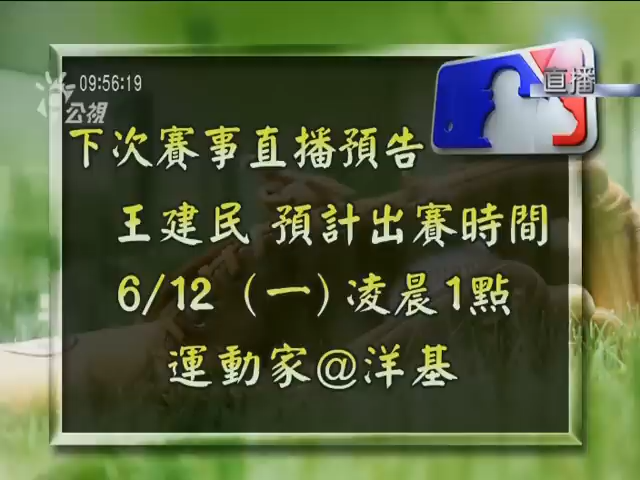 09:56:19
公視
直播
下次賽事直播預告
王建民 預計出賽時間
6/12 (一) 凌晨1點
運動家@洋基